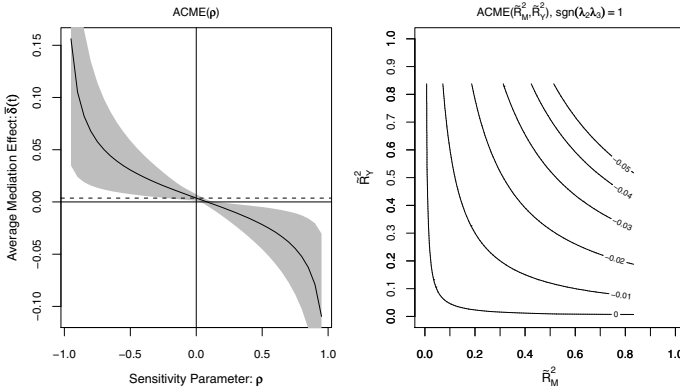 ACME(ρ)
Average Mediation Effect: δ̄(t)
0.15
0.10
0.05
0.00
−0.05
−0.10
−1.0 −0.5 0.0 0.5 1.0
Sensitivity Parameter: ρ
ACME(R̃²M,R̃²Y), sgn(λ₂λ₃) = 1
R̃²Y
1.0
0.9
0.8
0.7
0.6
0.5
0.4
0.3
0.2
0.1
0.0
−0.05
−0.04
−0.03
−0.02
−0.01
0
0.0 0.2 0.4 0.6 0.8 1.0
R̃²M